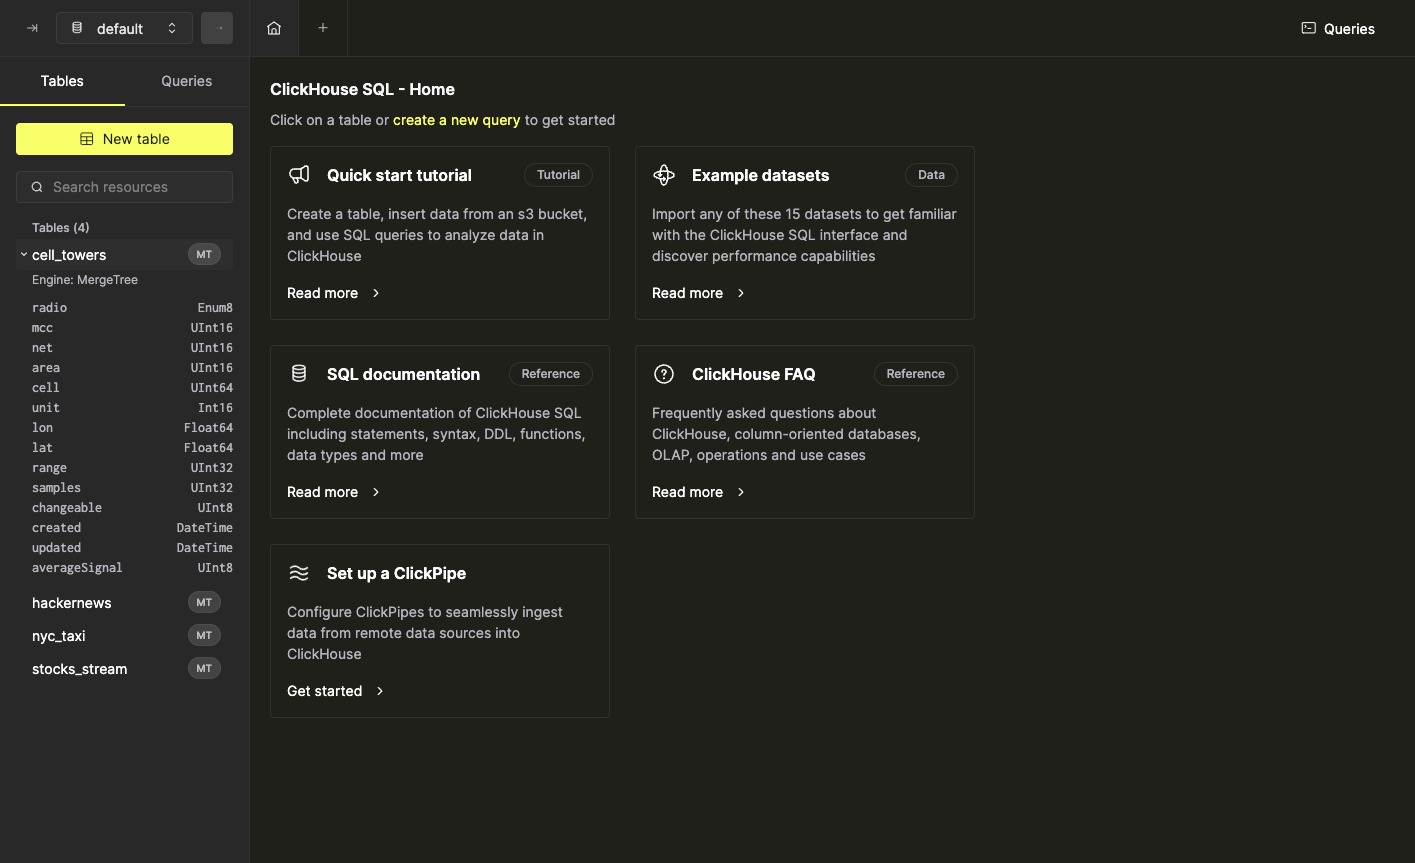 default
Queries
Tables
Queries
New table
Search resources
Tables (4)
cell_towers MT
Engine: MergeTree
radio Enum8
mcc UInt16
net UInt16
area UInt16
cell UInt64
unit Int16
lon Float64
lat Float64
range UInt32
samples UInt32
changeable UInt8
created DateTime
updated DateTime
averageSignal UInt8
hackernews MT
nyc_taxi MT
stocks_stream MT
ClickHouse SQL - Home
Click on a table or create a new query to get started
Quick start tutorial Tutorial
Create a table, insert data from an s3 bucket,
and use SQL queries to analyze data in
ClickHouse
Read more
Example datasets Data
Import any of these 15 datasets to get familiar
with the ClickHouse SQL interface and
discover performance capabilities
Read more
SQL documentation Reference
Complete documentation of ClickHouse SQL
including statements, syntax, DDL, functions,
data types and more
Read more
ClickHouse FAQ Reference
Frequently asked questions about
ClickHouse, column-oriented databases,
OLAP, operations and use cases
Read more
Set up a ClickPipe
Configure ClickPipes to seamlessly ingest
data from remote data sources into
ClickHouse
Get started